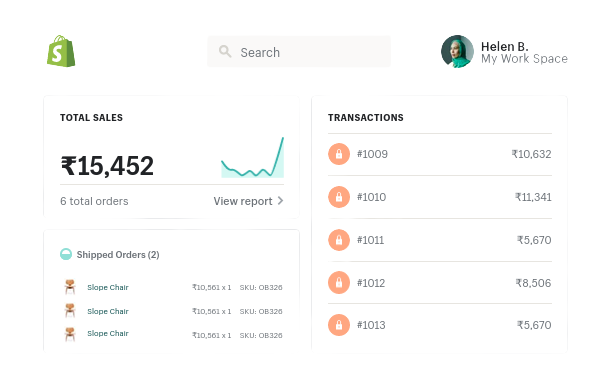 S
Search
Helen B.
My Work Space
TOTAL SALES
₹15,452
6 total orders View report
Shipped Orders (2)
Slope Chair ₹10,561 x 1 SKU: OB326
Slope Chair ₹10,561 x 1 SKU: OB326
Slope Chair ₹10,561 x 1 SKU: OB326
TRANSACTIONS
#1009 ₹10,632
#1010 ₹11,341
#1011 ₹5,670
#1012 ₹8,506
#1013 ₹5,670